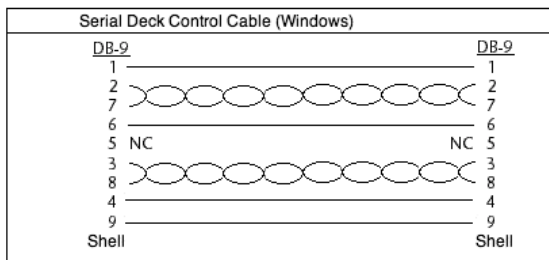 Serial Deck Control Cable (Windows)
DB-9 DB-9
1 1
2 2
7 7
6 6
5 NC NC 5
3 3
8 8
4 4
9 9
Shell Shell